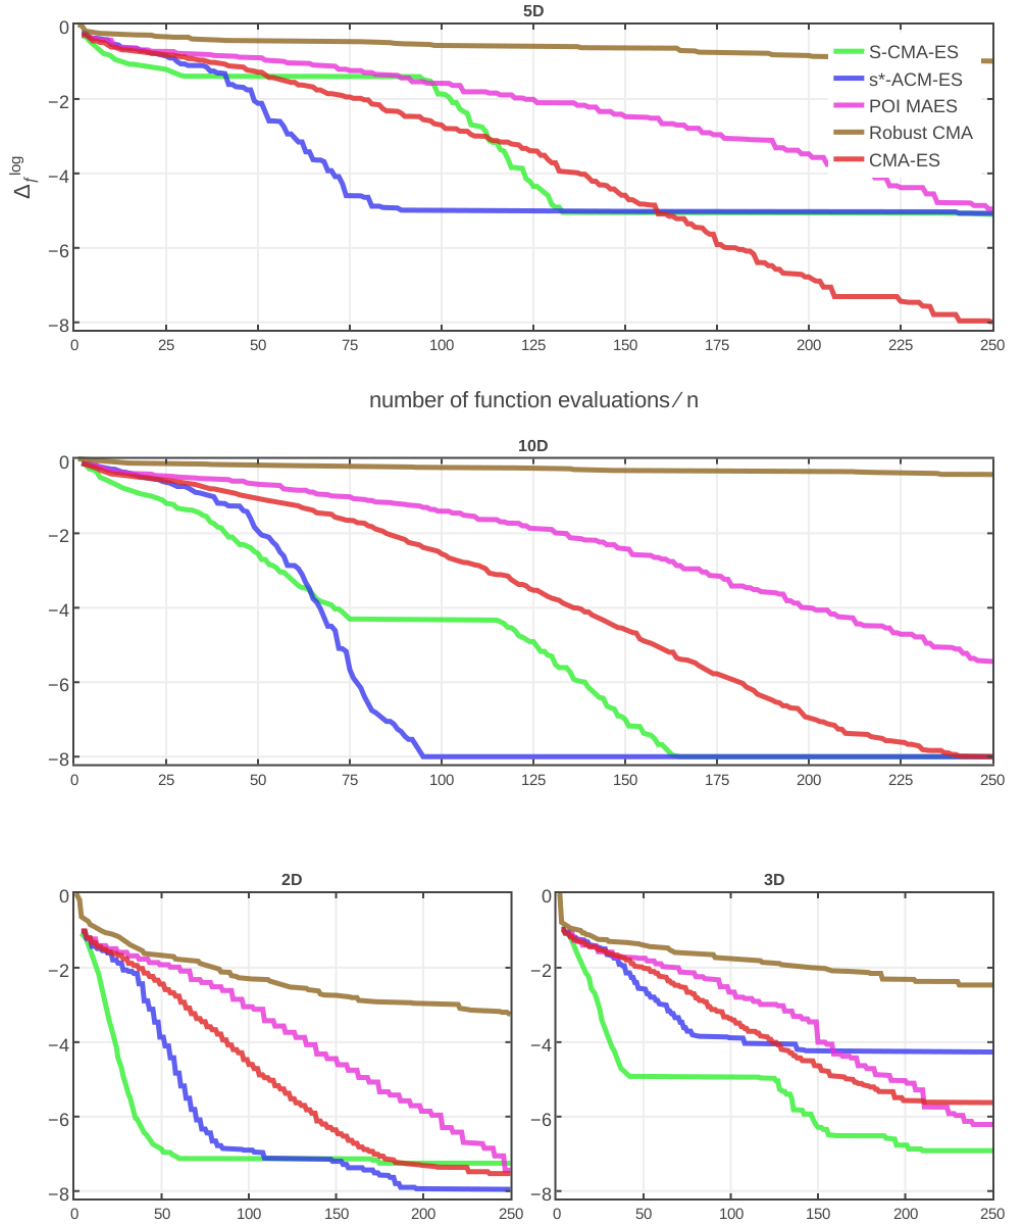 5D
0
−2
−4
−6
−8
Δf log
S-CMA-ES
s*-ACM-ES
POI MAES
Robust CMA
CMA-ES
0 25 50 75 100 125 150 175 200 225 250
number of function evaluations / n
10D
0
−2
−4
−6
−8
0 25 50 75 100 125 150 175 200 225 250
2D
0
−2
−4
−6
−8
0 50 100 150 200 250
3D
0
−2
−4
−6
−8
0 50 100 150 200 250